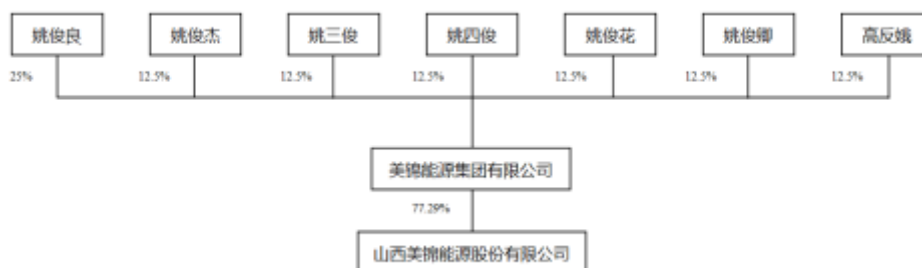 姚俊良 姚俊杰 姚三俊 姚四俊 姚俊花 姚俊卿 高反娥
25% 12.5% 12.5% 12.5% 12.5% 12.5% 12.5%
美锦能源集团有限公司
77.29%
山西美锦能源股份有限公司